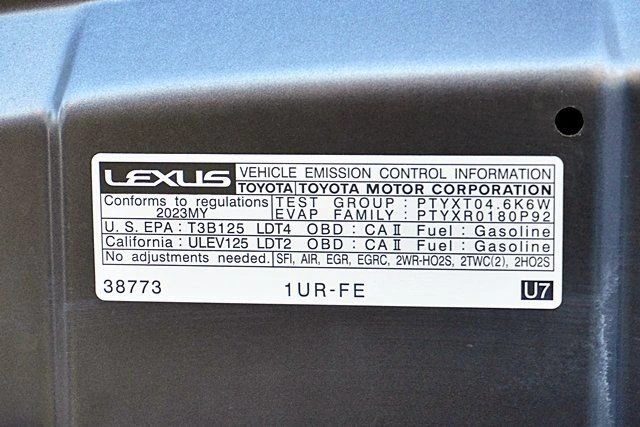 LEXUS VEHICLE EMISSION CONTROL INFORMATION
TOYOTA TOYOTA MOTOR CORPORATION
Conforms to regulations TEST GROUP : PTYXT04.6K6W
2023MY EVAP FAMILY : PTYXR0180P92
U. S. EPA : T3B125 LDT4 OBD : CA II Fuel : Gasoline
California : ULEV125 LDT2 OBD : CA II Fuel : Gasoline
No adjustments needed. SFI, AIR, EGR, EGRC, 2WR-HO2S, 2TWC(2), 2HO2S
38773 1UR-FE U7